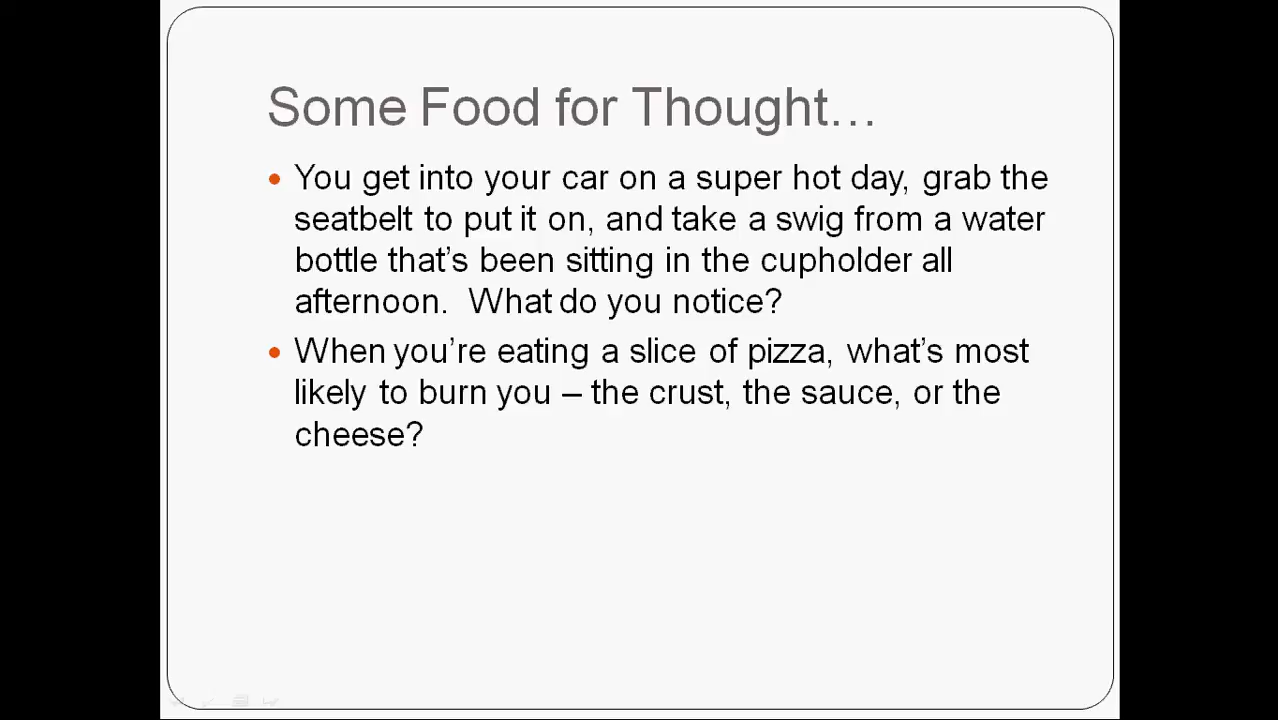 Some Food for Thought…
• You get into your car on a super hot day, grab the
seatbelt to put it on, and take a swig from a water
bottle that's been sitting in the cupholder all
afternoon.  What do you notice?
• When you're eating a slice of pizza, what's most
likely to burn you – the crust, the sauce, or the
cheese?